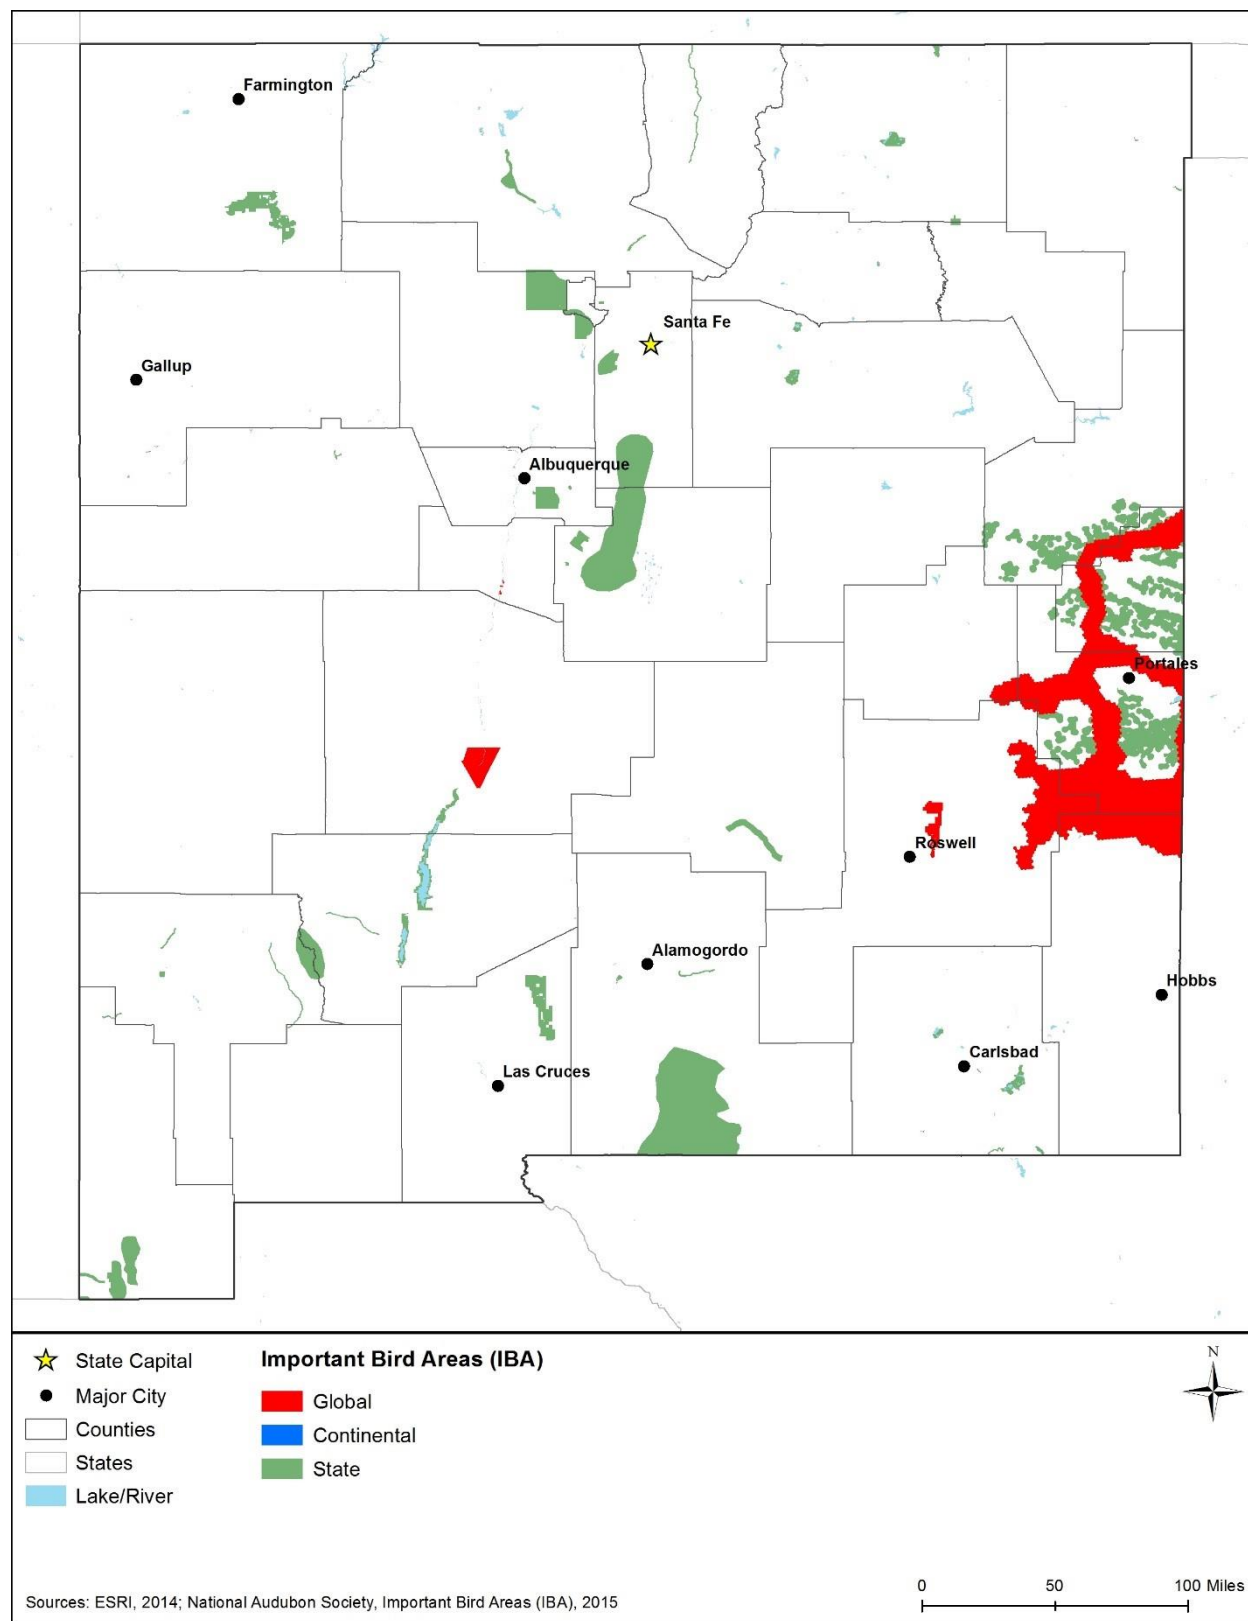 Farmington
Santa Fe
Gallup
Albuquerque
Portales
Roswell
Alamogordo
Hobbs
Carlsbad
Las Cruces
State Capital
Major City
Counties
States
Lake/River
Important Bird Areas (IBA)
Global
Continental
State
N
0 50 100 Miles
Sources: ESRI, 2014; National Audubon Society, Important Bird Areas (IBA), 2015